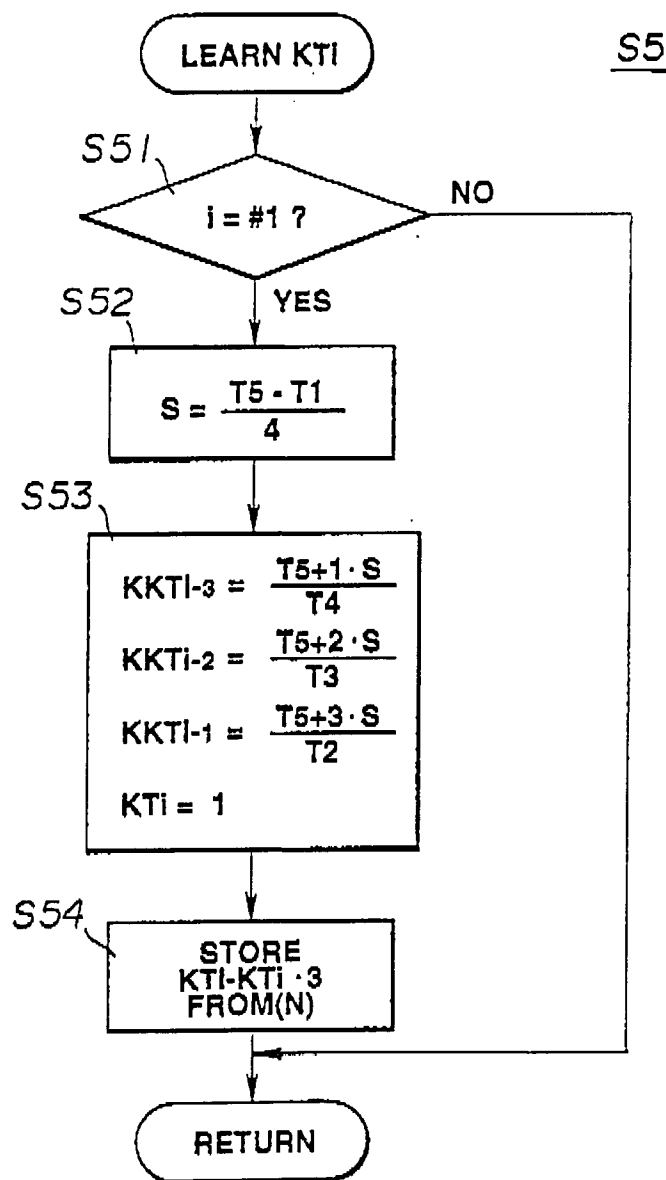 LEARN KTi
S5
S51
i = #1 ?
NO
YES
S52
S = T5 - T1 / 4
S53
KKTi-3 = T5+1·S / T4
KKTi-2 = T5+2·S / T3
KKTi-1 = T5+3·S / T2
KTi = 1
S54
STORE
KTi-KTi·3
FROM(N)
RETURN